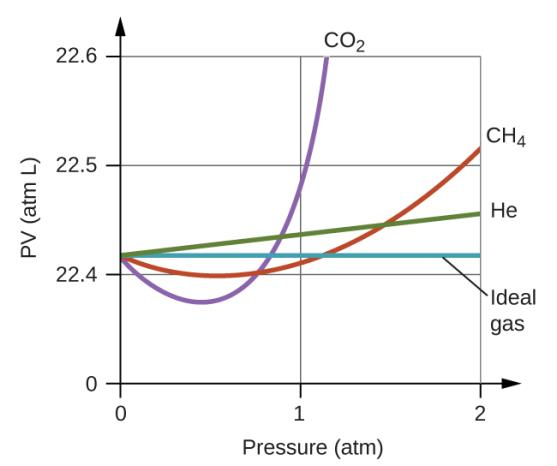 CO₂
22.6
CH₄
22.5
He
PV (atm L)
22.4
Ideal
gas
0
0 1 2
Pressure (atm)